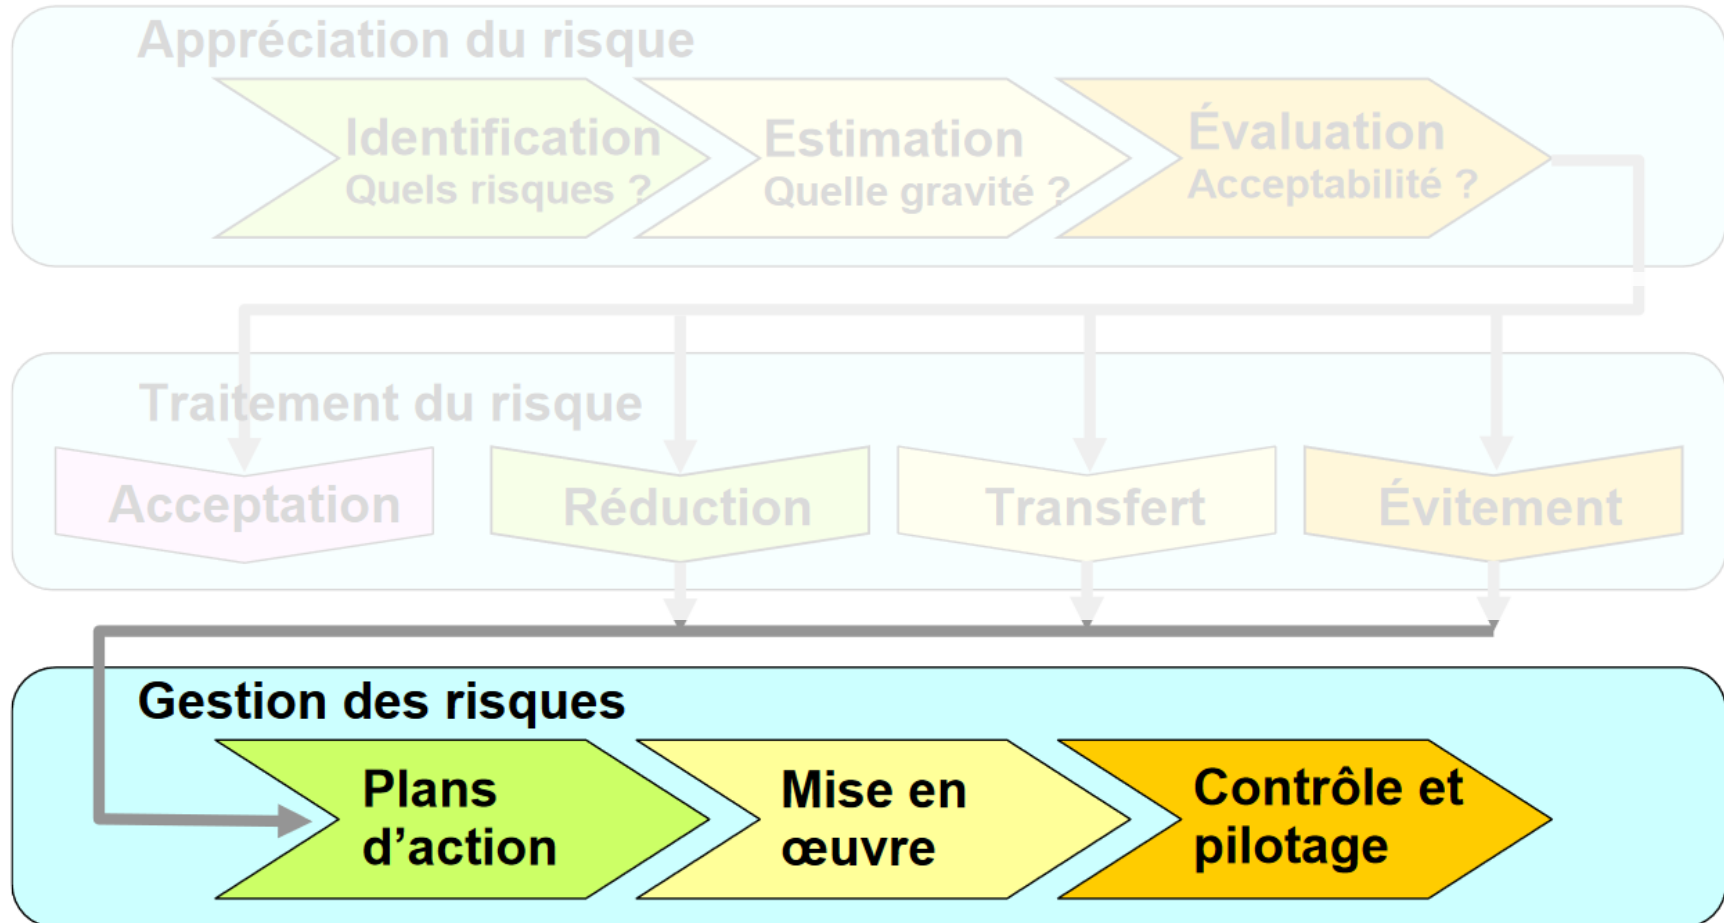 Appréciation du risque
Identification
Quels risques ?
Estimation
Quelle gravité ?
Évaluation
Acceptabilité ?
Traitement du risque
Acceptation
Réduction
Transfert
Évitement
Gestion des risques
Plans
d’action
Mise en
œuvre
Contrôle et
pilotage